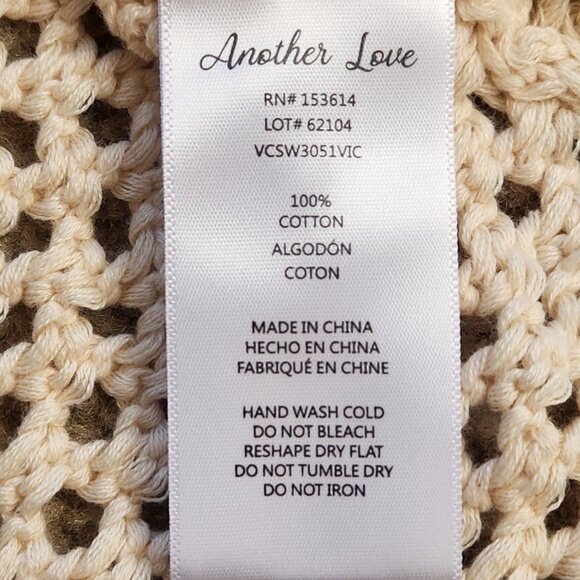 Another Love
RN# 153614
LOT# 62104
VCSW3051VIC
100%
COTTON
ALGODÓN
COTON
MADE IN CHINA
HECHO EN CHINA
FABRIQUÉ EN CHINE
HAND WASH COLD
DO NOT BLEACH
RESHAPE DRY FLAT
DO NOT TUMBLE DRY
DO NOT IRON